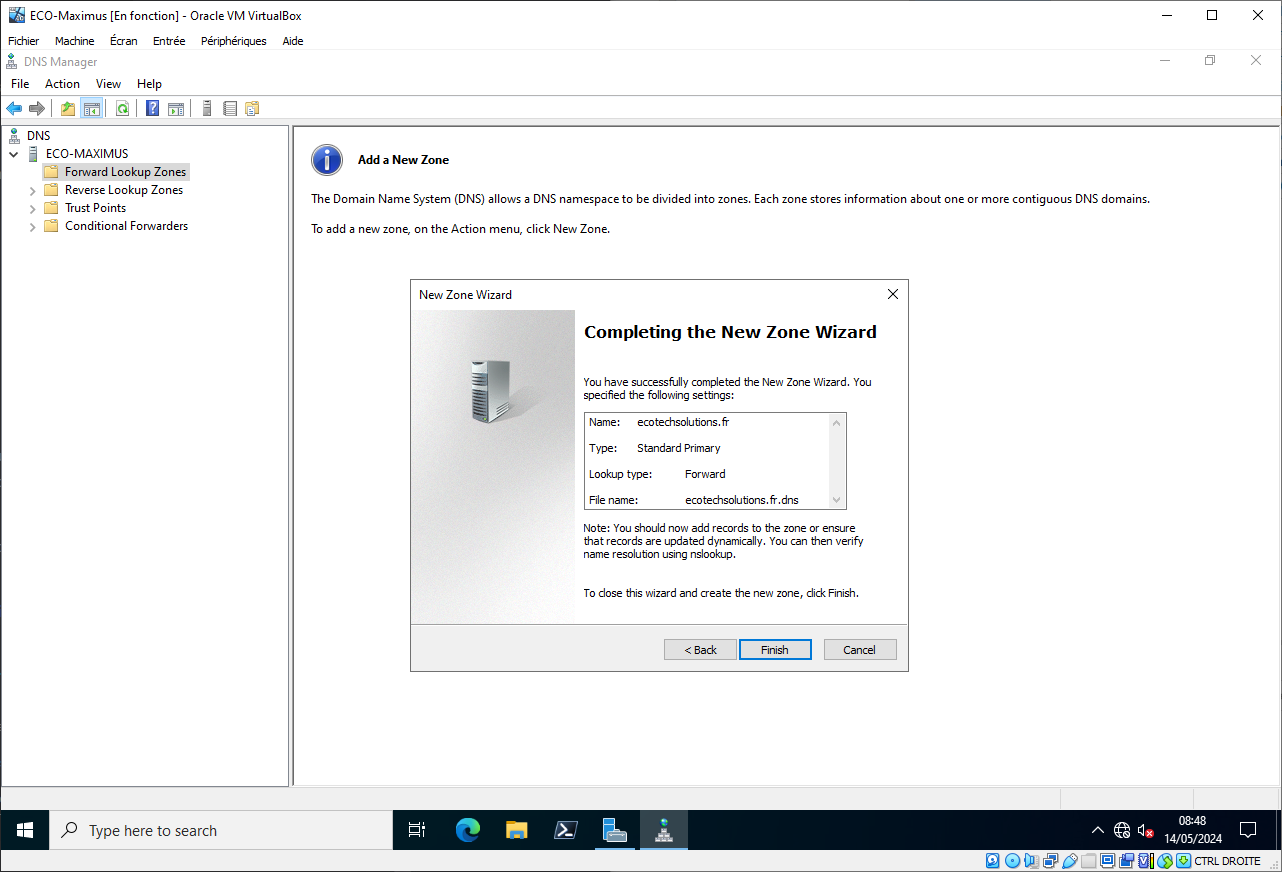 ECO-Maximus [En fonction] - Oracle VM VirtualBox
Fichier Machine Écran Entrée Périphériques Aide
DNS Manager
File Action View Help
DNS
ECO-MAXIMUS
Forward Lookup Zones
Reverse Lookup Zones
Trust Points
Conditional Forwarders
Add a New Zone
The Domain Name System (DNS) allows a DNS namespace to be divided into zones. Each zone stores information about one or more contiguous DNS domains.
To add a new zone, on the Action menu, click New Zone.
New Zone Wizard
Completing the New Zone Wizard
You have successfully completed the New Zone Wizard. You
specified the following settings:
Name: ecotechsolutions.fr
Type: Standard Primary
Lookup type: Forward
File name: ecotechsolutions.fr.dns
Note: You should now add records to the zone or ensure
that records are updated dynamically. You can then verify
name resolution using nslookup.
To close this wizard and create the new zone, click Finish.
< Back Finish Cancel
Type here to search
08:48
14/05/2024
CTRL DROITE